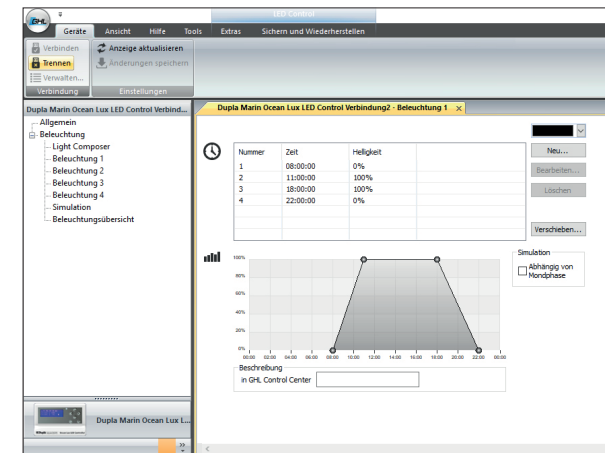 GHL
LED Control
Geräte Ansicht Hilfe Tools Extras Sichern und Wiederherstellen
Verbinden
Trennen
Verwalten...
Verbindung
Anzeige aktualisieren
Änderungen speichern
Einstellungen
Dupla Marin Ocean Lux LED Control Verbind...
Allgemein
Beleuchtung
Light Composer
Beleuchtung 1
Beleuchtung 2
Beleuchtung 3
Beleuchtung 4
Simulation
Beleuchtungsübersicht
Dupla Marin Ocean Lux L...
Dupla Marin Ocean Lux LED Control Verbindung2 - Beleuchtung 1
Nummer Zeit Helligkeit
1 08:00:00 0%
2 11:00:00 100%
3 18:00:00 100%
4 22:00:00 0%
Neu...
Bearbeiten...
Löschen
Verschieben...
Simulation
Abhängig von
Mondphase
100%
80%
60%
40%
20%
0%
00:00 02:00 04:00 06:00 08:00 10:00 12:00 14:00 16:00 18:00 20:00 22:00 00:00
Beschreibung
in GHL Control Center